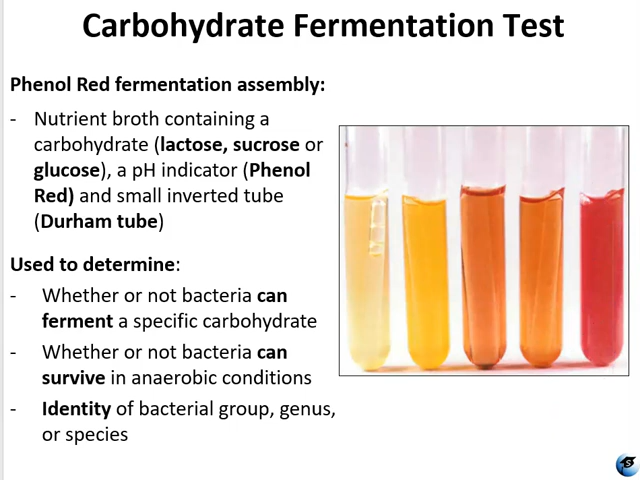 Carbohydrate Fermentation Test
Phenol Red fermentation assembly:
- Nutrient broth containing a
carbohydrate (lactose, sucrose or
glucose), a pH indicator (Phenol
Red) and small inverted tube
(Durham tube)
Used to determine:
- Whether or not bacteria can
ferment a specific carbohydrate
- Whether or not bacteria can
survive in anaerobic conditions
- Identity of bacterial group, genus,
or species